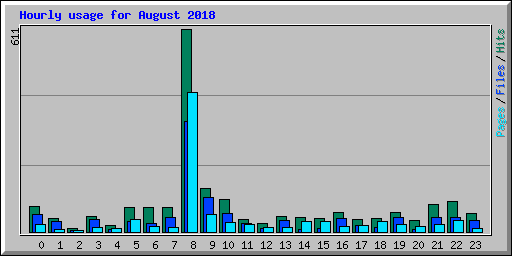 Hourly usage for August 2018
611
Pages/Files/Hits
0 1 2 3 4 5 6 7 8 9 10 11 12 13 14 15 16 17 18 19 20 21 22 23